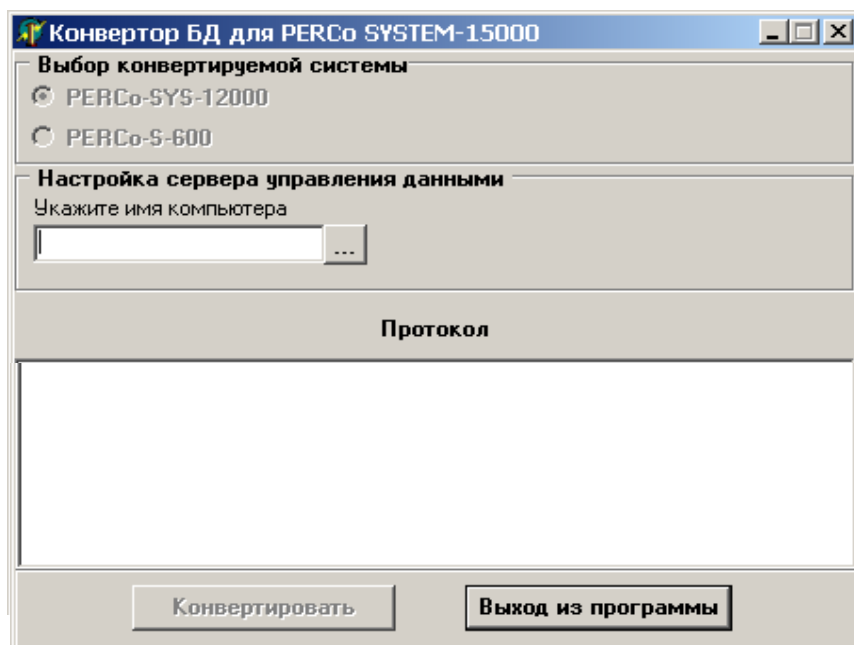 Конвертор БД для PERCo SYSTEM-15000
Выбор конвертируемой системы
PERCo-SYS-12000
PERCo-S-600
Настройка сервера управления данными
Укажите имя компьютера
...
Протокол
Конвертировать
Выход из программы